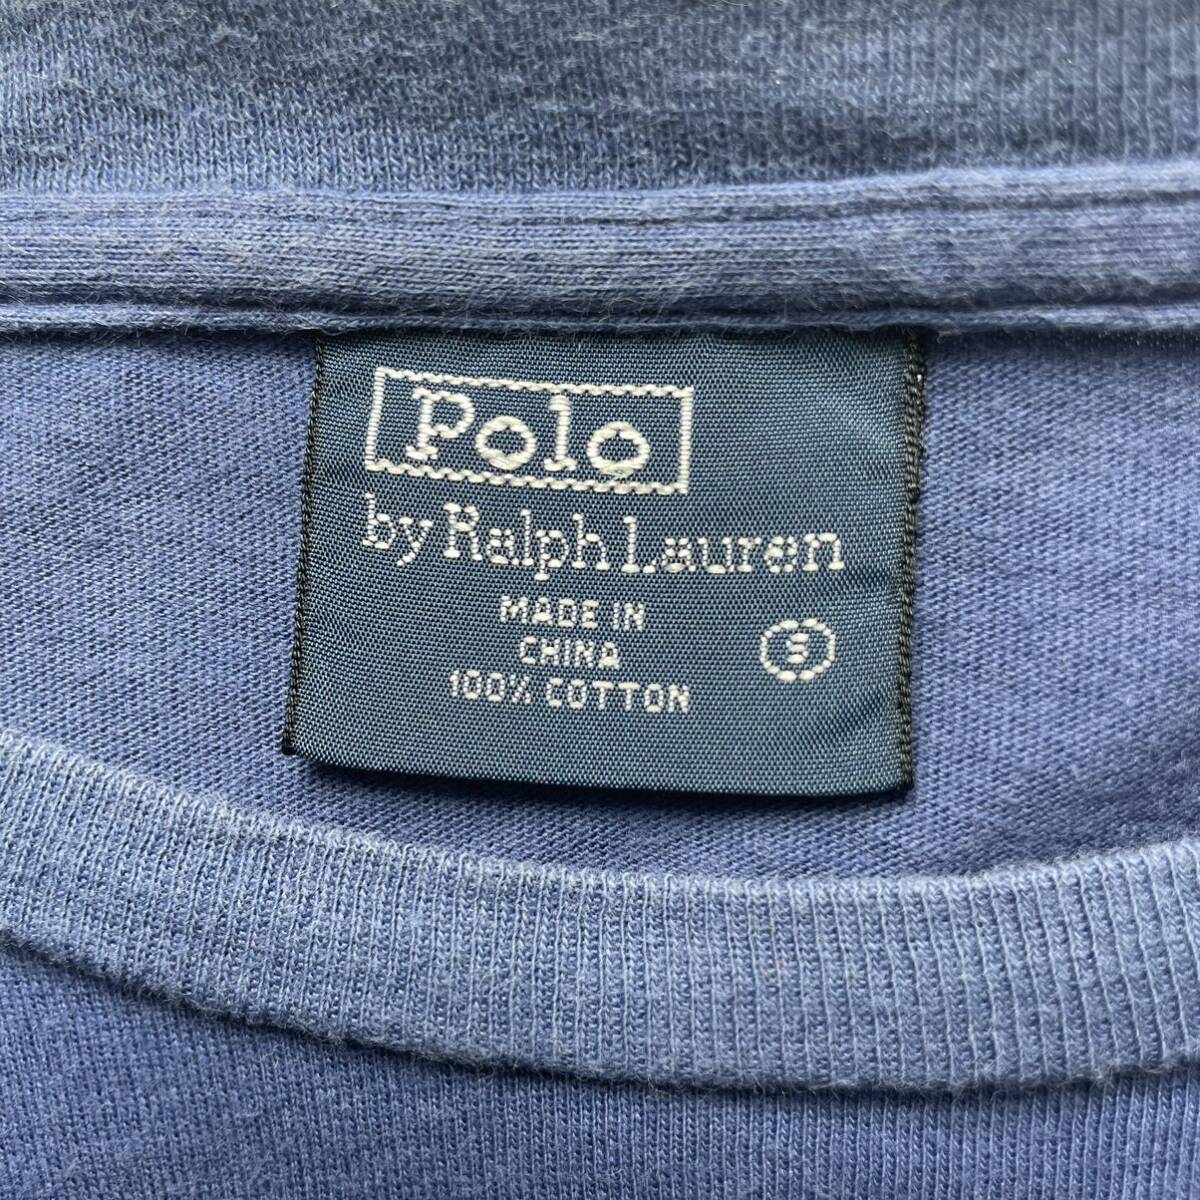 Polo
by Ralph Lauren
MADE IN
CHINA
100% COTTON
S